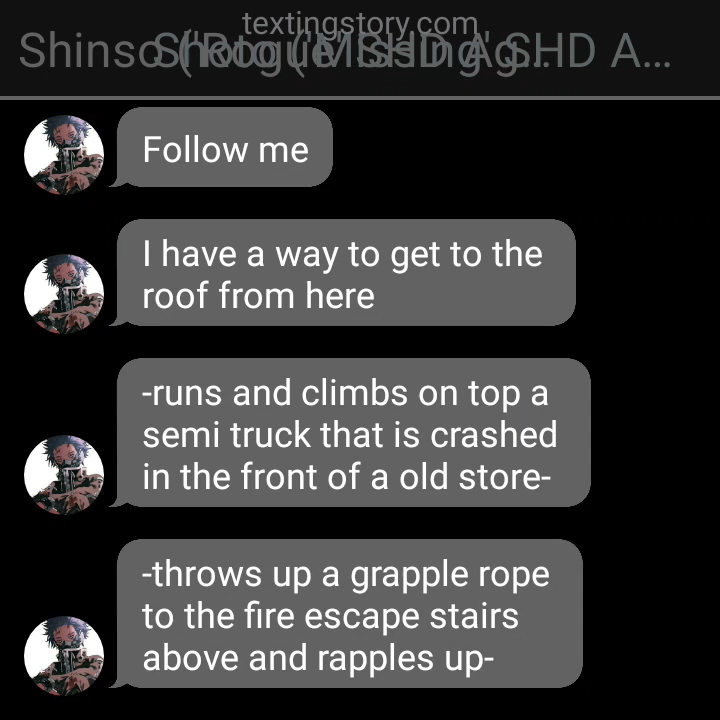 textingstory.com
Follow me
I have a way to get to the
roof from here
-runs and climbs on top a
semi truck that is crashed
in the front of a old store-
-throws up a grapple rope
to the fire escape stairs
above and rapples up-